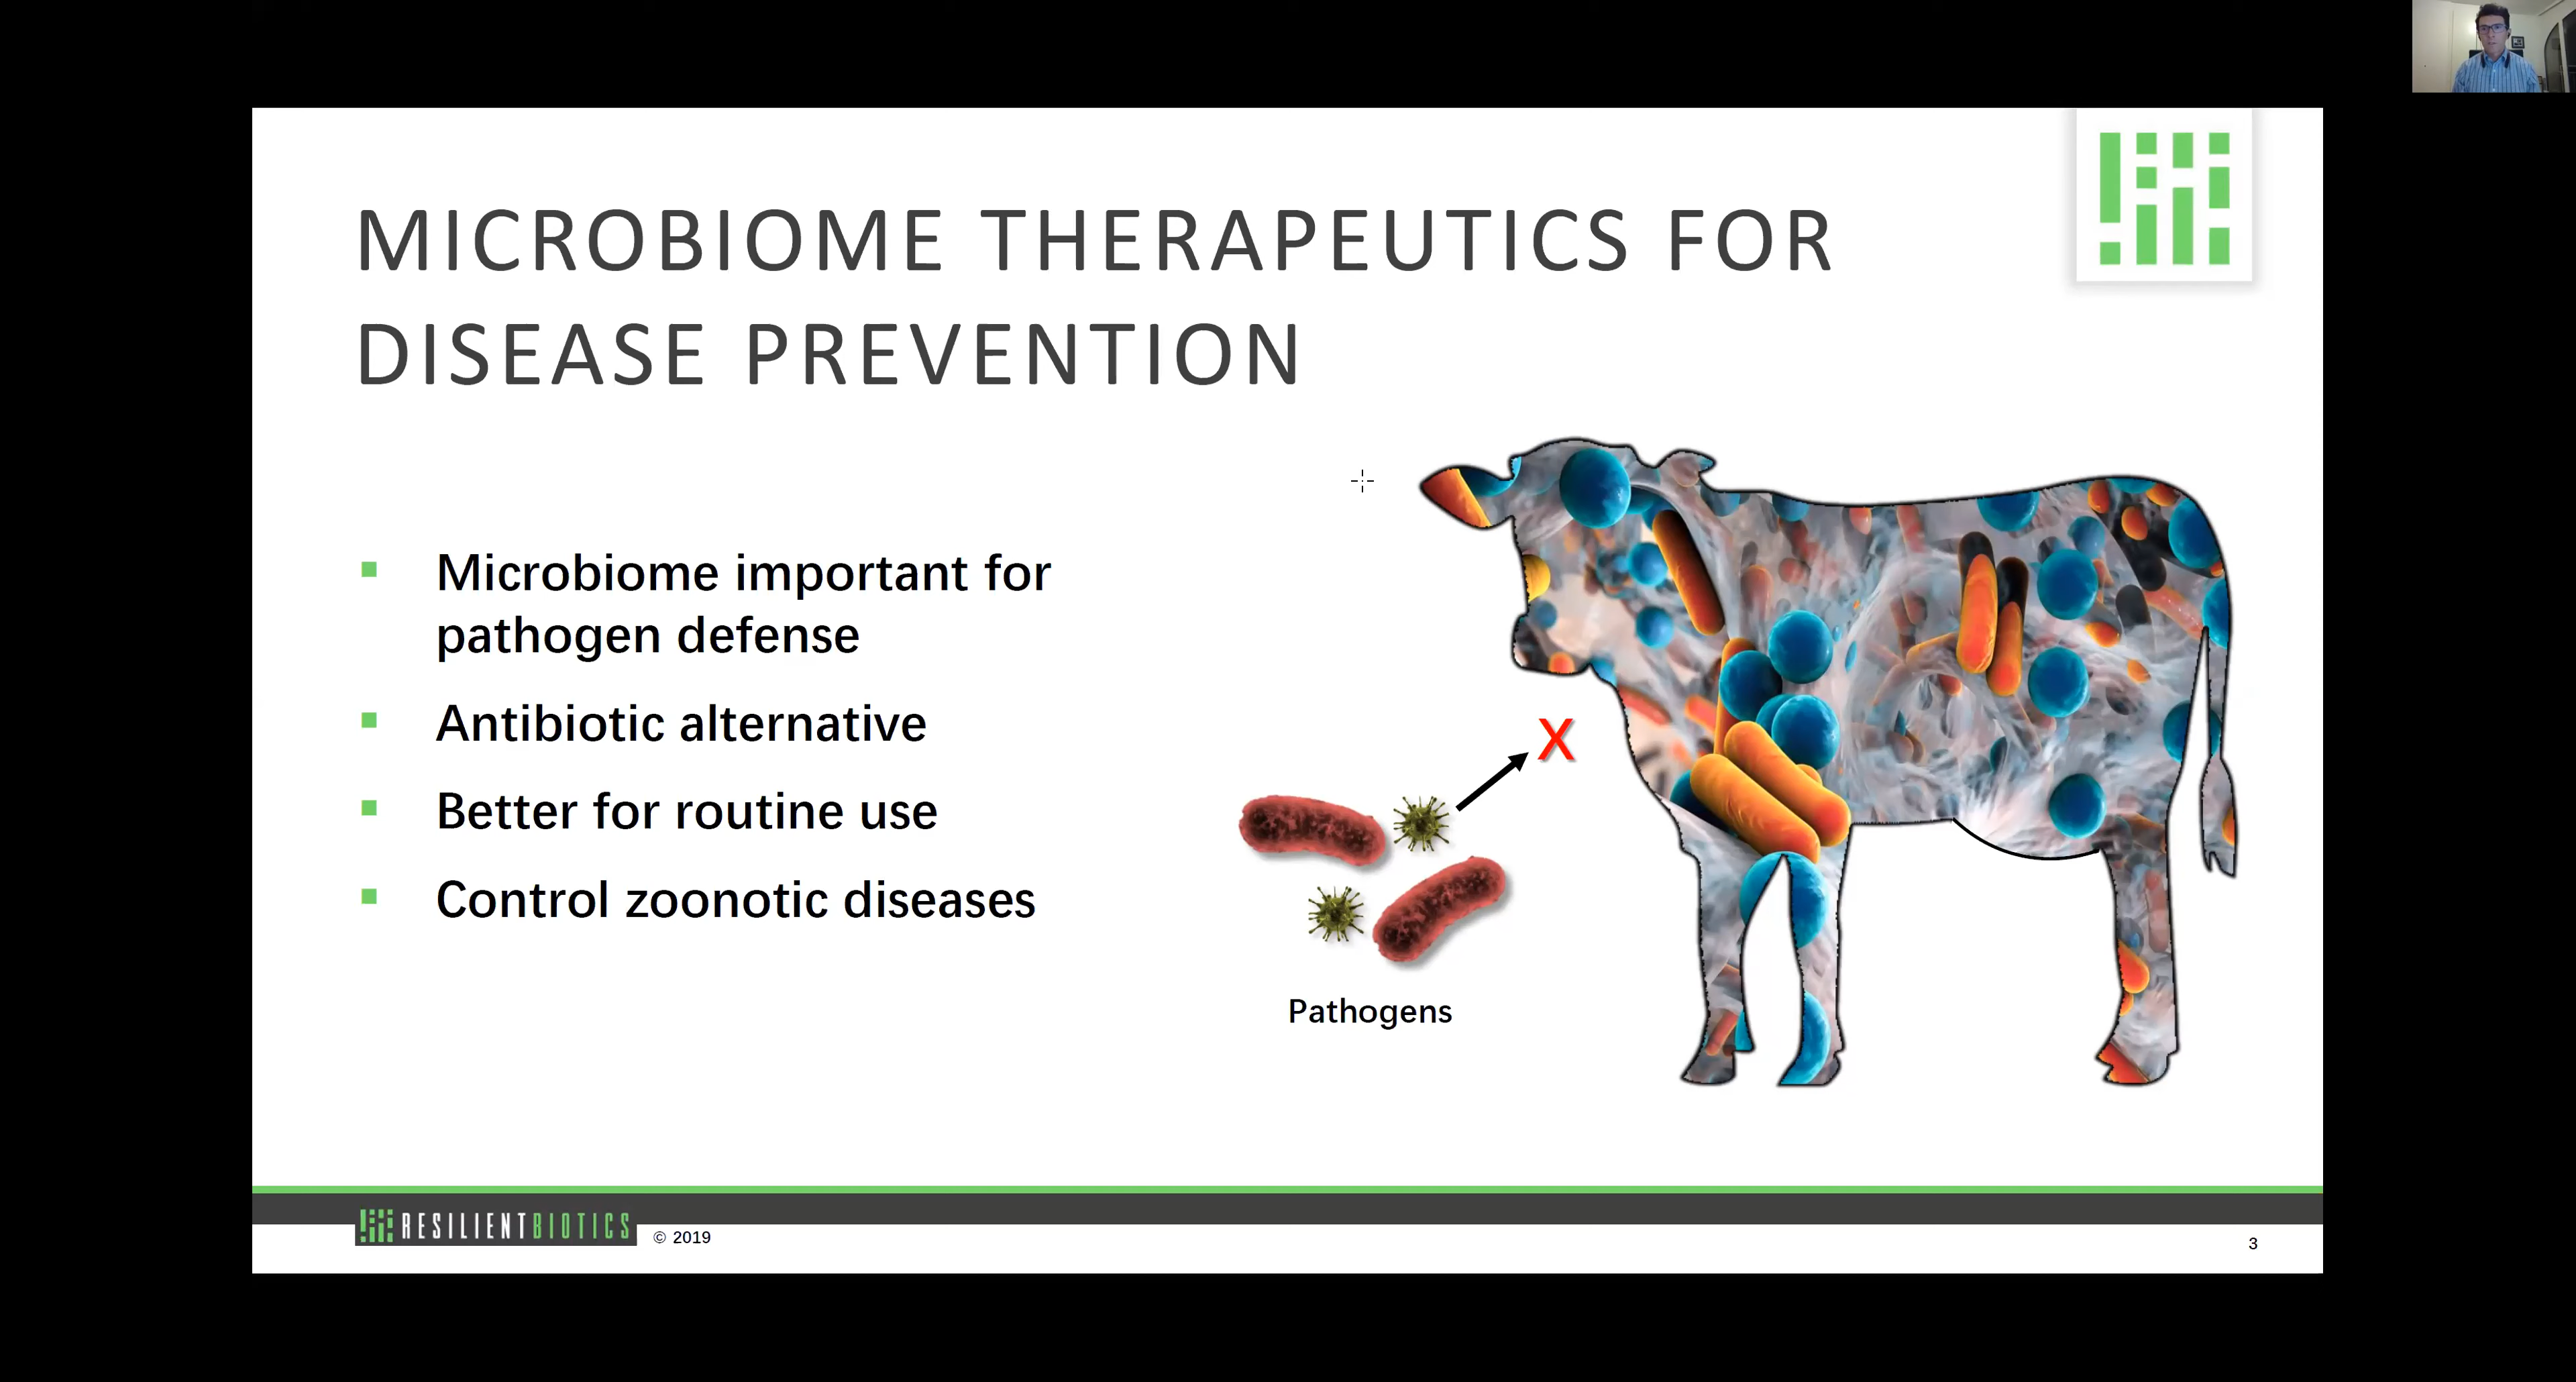 MICROBIOME THERAPEUTICS FOR
DISEASE PREVENTION
Microbiome important for
pathogen defense
Antibiotic alternative
Better for routine use
Control zoonotic diseases
X
Pathogens
RESILIENTBIOTICS
© 2019
3